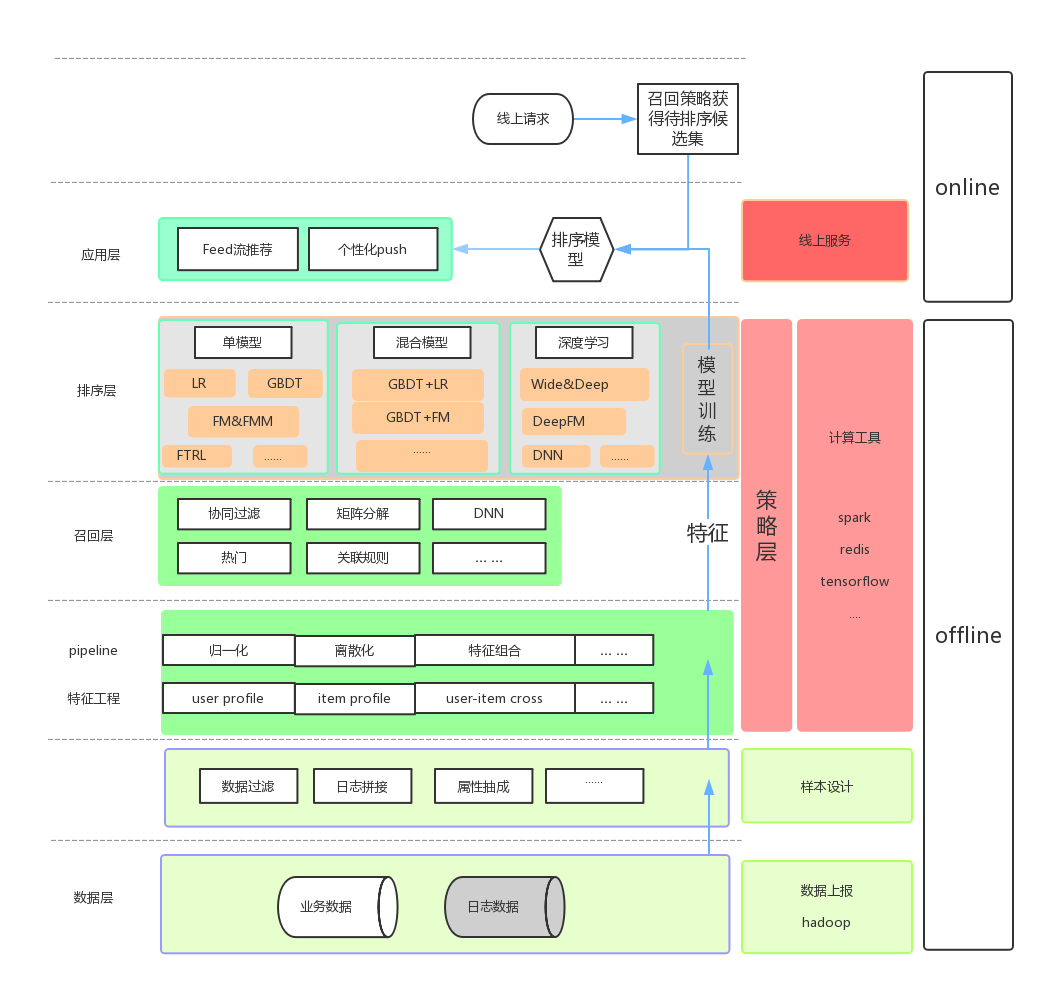 线上请求
召回策略获
得待排序候
选集
online
应用层
Feed流推荐
个性化push
排序模
型
线上服务
排序层
单模型
LR
GBDT
FM&FMM
FTRL
......
混合模型
GBDT+LR
GBDT+FM
......
深度学习
Wide&Deep
DeepFM
DNN
......
模
型
训
练
策
略
层
计算工具
spark
redis
tensorflow
....
offline
召回层
协同过滤
矩阵分解
DNN
热门
关联规则
... ...
特征
pipeline
归一化
离散化
特征组合
... ...
特征工程
user profile
item profile
user-item cross
... ...
数据过滤
日志拼接
属性抽成
......
样本设计
数据层
业务数据
日志数据
数据上报
hadoop